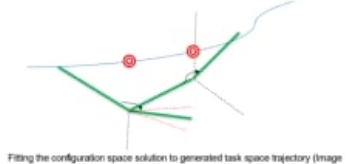 Fitting the configuration space solution to generated task space trajectory (Image